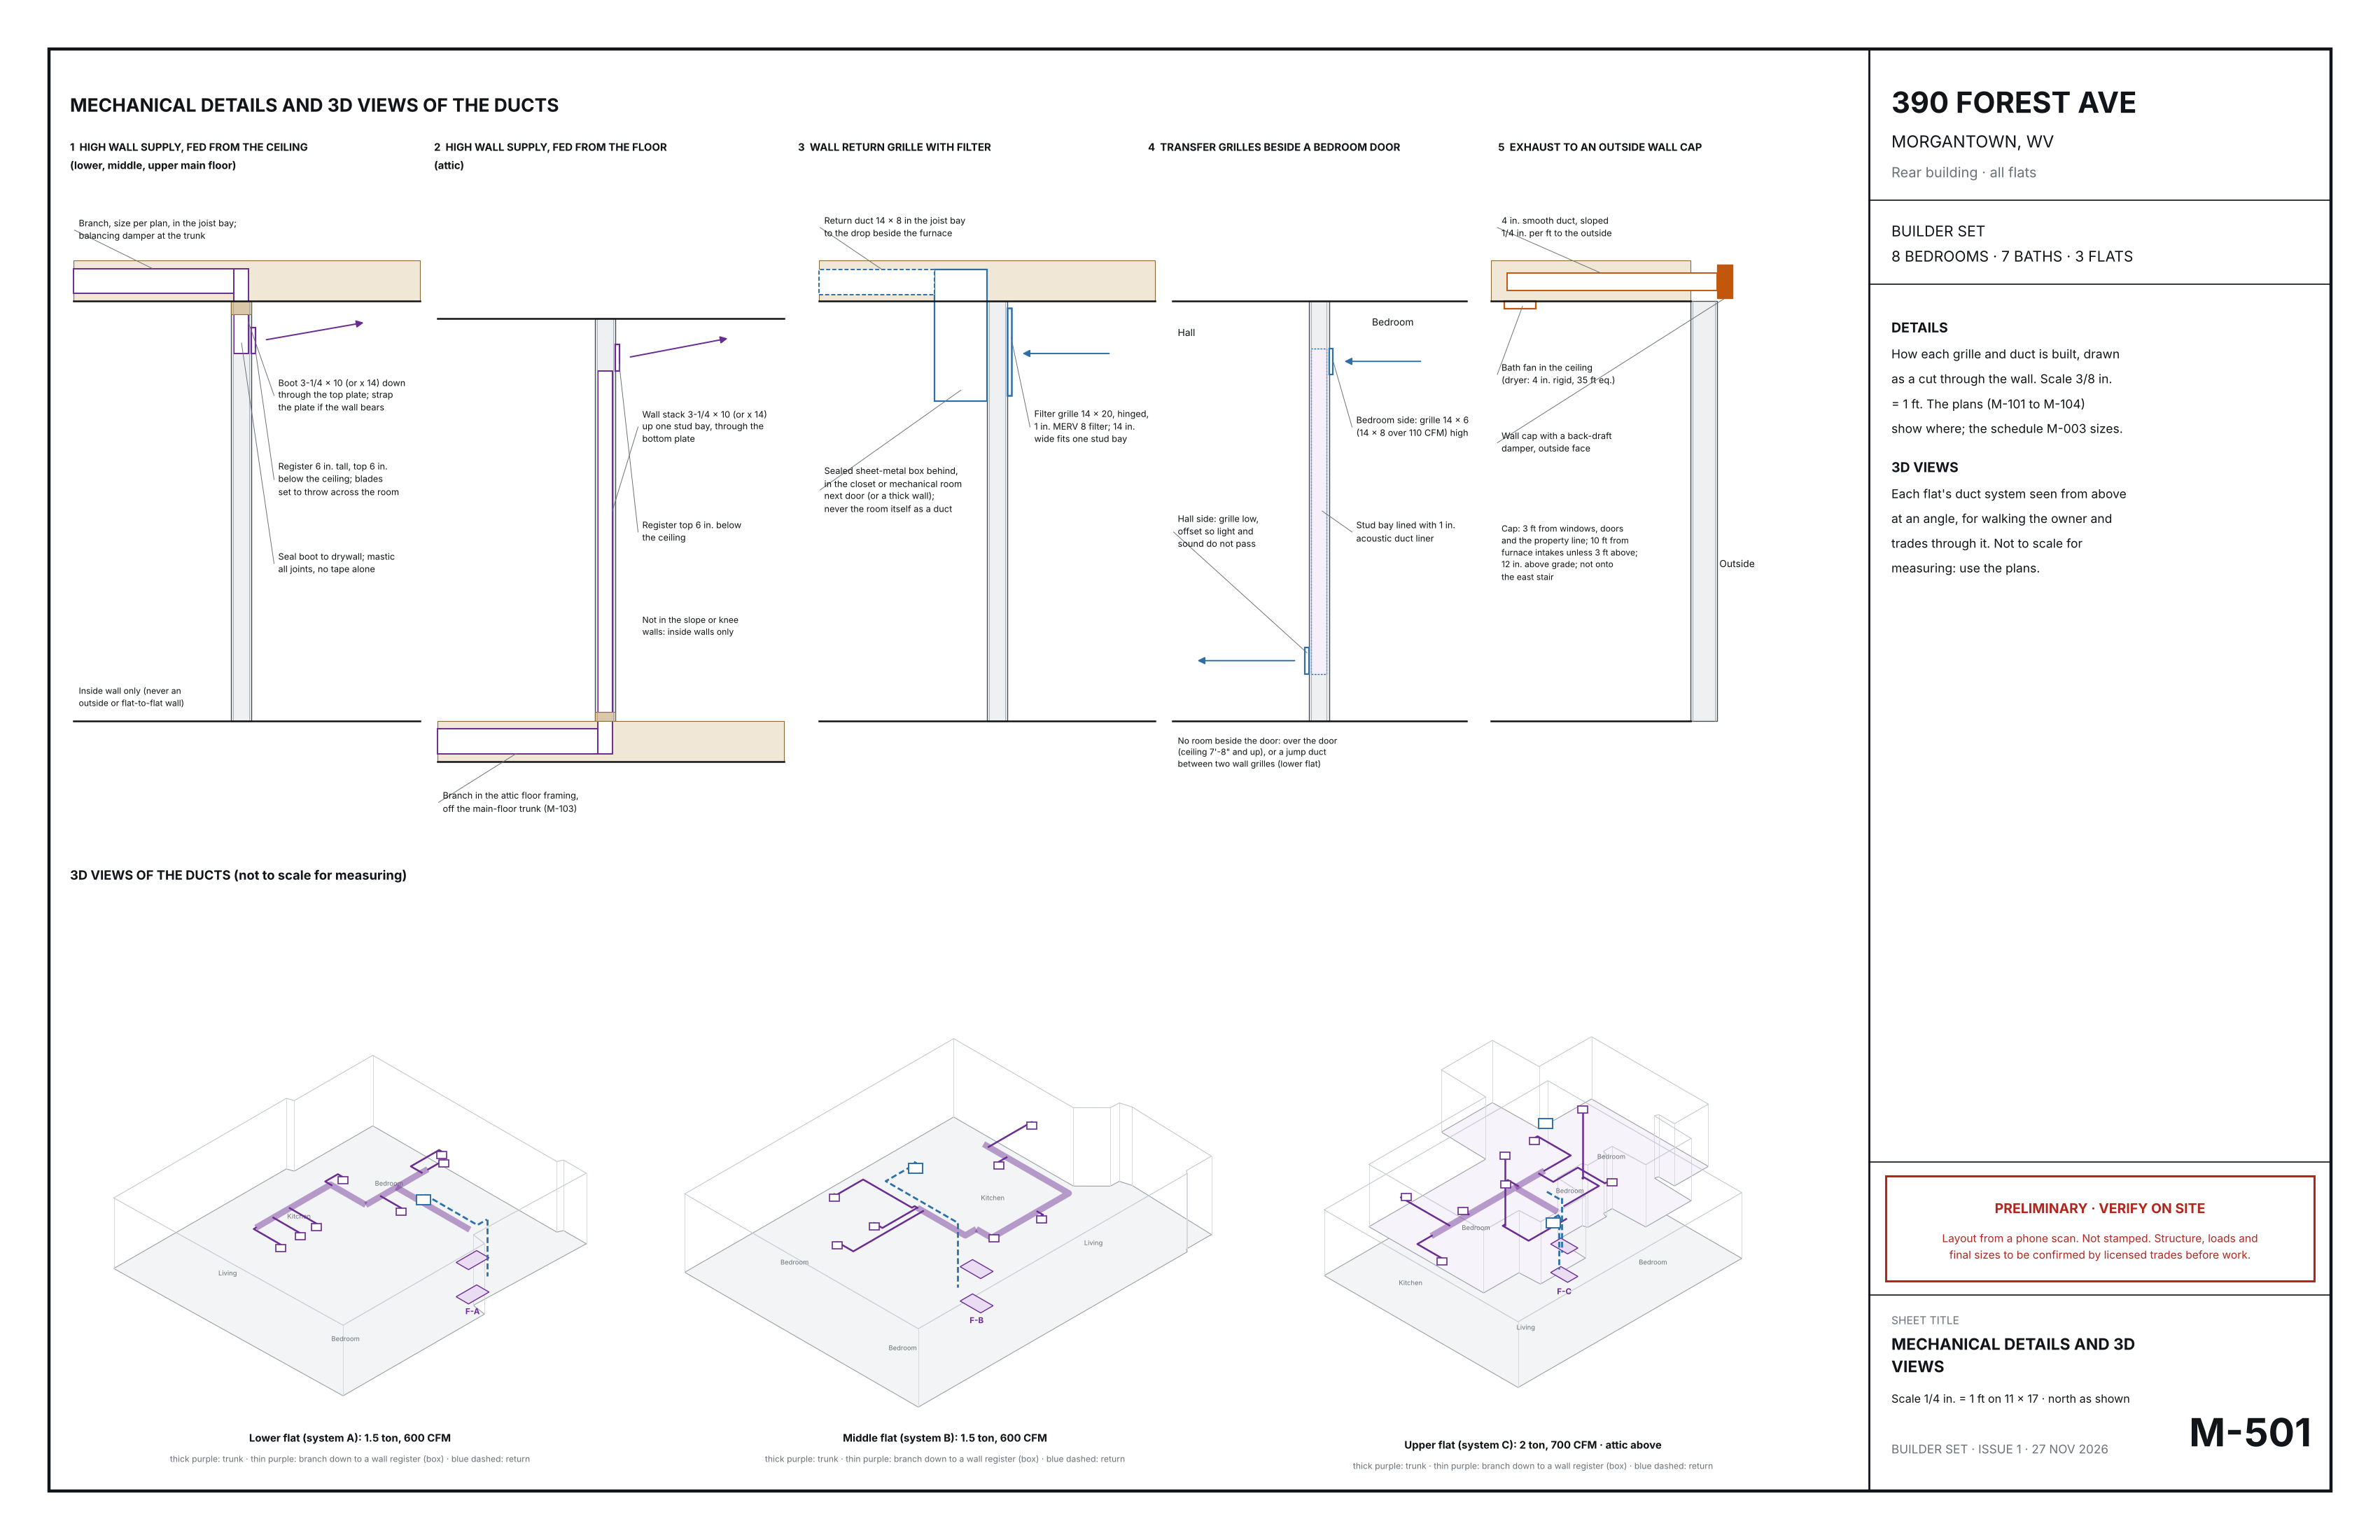 MECHANICAL DETAILS AND 3D VIEWS OF THE DUCTS
1 HIGH WALL SUPPLY, FED FROM THE CEILING
(lower, middle, upper main floor)
Branch, size per plan, in the joist bay;
balancing damper at the trunk
Boot 3-1/4 × 10 (or x 14) down
through the top plate; strap
the plate if the wall bears
Register 6 in. tall, top 6 in.
below the ceiling; blades
set to throw across the room
Seal boot to drywall; mastic
all joints, no tape alone
Inside wall only (never an
outside or flat-to-flat wall)
2 HIGH WALL SUPPLY, FED FROM THE FLOOR
(attic)
Wall stack 3-1/4 × 10 (or x 14)
up one stud bay, through the
bottom plate
Register top 6 in. below
the ceiling
Not in the slope or knee
walls: inside walls only
Branch in the attic floor framing,
off the main-floor trunk (M-103)
3 WALL RETURN GRILLE WITH FILTER
Return duct 14 × 8 in the joist bay
to the drop beside the furnace
Filter grille 14 × 20, hinged,
1 in. MERV 8 filter; 14 in.
wide fits one stud bay
Sealed sheet-metal box behind,
in the closet or mechanical room
next door (or a thick wall);
never the room itself as a duct
4 TRANSFER GRILLES BESIDE A BEDROOM DOOR
Hall
Bedroom
Bedroom side: grille 14 × 6
(14 × 8 over 110 CFM) high
Hall side: grille low,
offset so light and
sound do not pass
Stud bay lined with 1 in.
acoustic duct liner
No room beside the door: over the door
(ceiling 7'-8" and up), or a jump duct
between two wall grilles (lower flat)
5 EXHAUST TO AN OUTSIDE WALL CAP
4 in. smooth duct, sloped
1/4 in. per ft to the outside
Bath fan in the ceiling
(dryer: 4 in. rigid, 35 ft eq.)
Wall cap with a back-draft
damper, outside face
Cap: 3 ft from windows, doors
and the property line; 10 ft from
furnace intakes unless 3 ft above;
12 in. above grade; not onto
the east stair
Outside
3D VIEWS OF THE DUCTS (not to scale for measuring)
Bedroom
Kitchen
Living
Bedroom
F-A
Lower flat (system A): 1.5 ton, 600 CFM
thick purple: trunk · thin purple: branch down to a wall register (box) · blue dashed: return
Kitchen
Living
Bedroom
Bedroom
F-B
Middle flat (system B): 1.5 ton, 600 CFM
thick purple: trunk · thin purple: branch down to a wall register (box) · blue dashed: return
Bedroom
Bedroom
Bedroom
Bedroom
Kitchen
Living
F-C
Upper flat (system C): 2 ton, 700 CFM · attic above
thick purple: trunk · thin purple: branch down to a wall register (box) · blue dashed: return
390 FOREST AVE
MORGANTOWN, WV
Rear building · all flats
BUILDER SET
8 BEDROOMS · 7 BATHS · 3 FLATS
DETAILS
How each grille and duct is built, drawn
as a cut through the wall. Scale 3/8 in.
= 1 ft. The plans (M-101 to M-104)
show where; the schedule M-003 sizes.
3D VIEWS
Each flat's duct system seen from above
at an angle, for walking the owner and
trades through it. Not to scale for
measuring: use the plans.
PRELIMINARY · VERIFY ON SITE
Layout from a phone scan. Not stamped. Structure, loads and
final sizes to be confirmed by licensed trades before work.
SHEET TITLE
MECHANICAL DETAILS AND 3D
VIEWS
Scale 1/4 in. = 1 ft on 11 × 17 · north as shown
BUILDER SET · ISSUE 1 · 27 NOV 2026
M-501